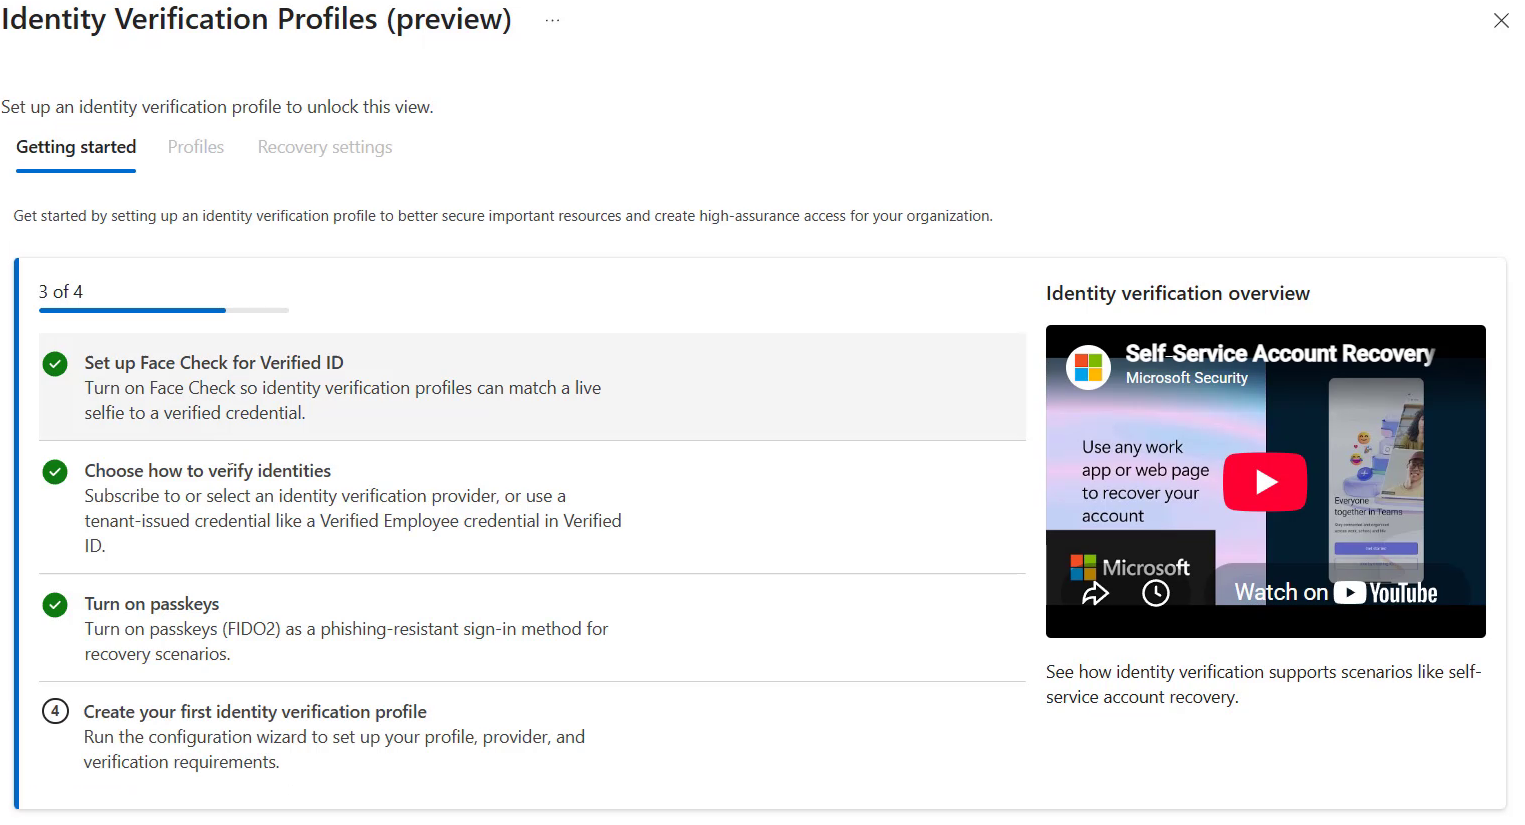 Identity Verification Profiles (preview) ...
Set up an identity verification profile to unlock this view.
Getting started Profiles Recovery settings
Get started by setting up an identity verification profile to better secure important resources and create high-assurance access for your organization.
3 of 4
Set up Face Check for Verified ID
Turn on Face Check so identity verification profiles can match a live
selfie to a verified credential.
Choose how to verify identities
Subscribe to or select an identity verification provider, or use a
tenant-issued credential like a Verified Employee credential in Verified
ID.
Turn on passkeys
Turn on passkeys (FIDO2) as a phishing-resistant sign-in method for
recovery scenarios.
4 Create your first identity verification profile
Run the configuration wizard to set up your profile, provider, and
verification requirements.
Identity verification overview
Self-Service Account Recovery
Microsoft Security
Use any work
app or web page
to recover your
account
Everyone
together in Teams
Microsoft
Watch on YouTube
See how identity verification supports scenarios like self-
service account recovery.